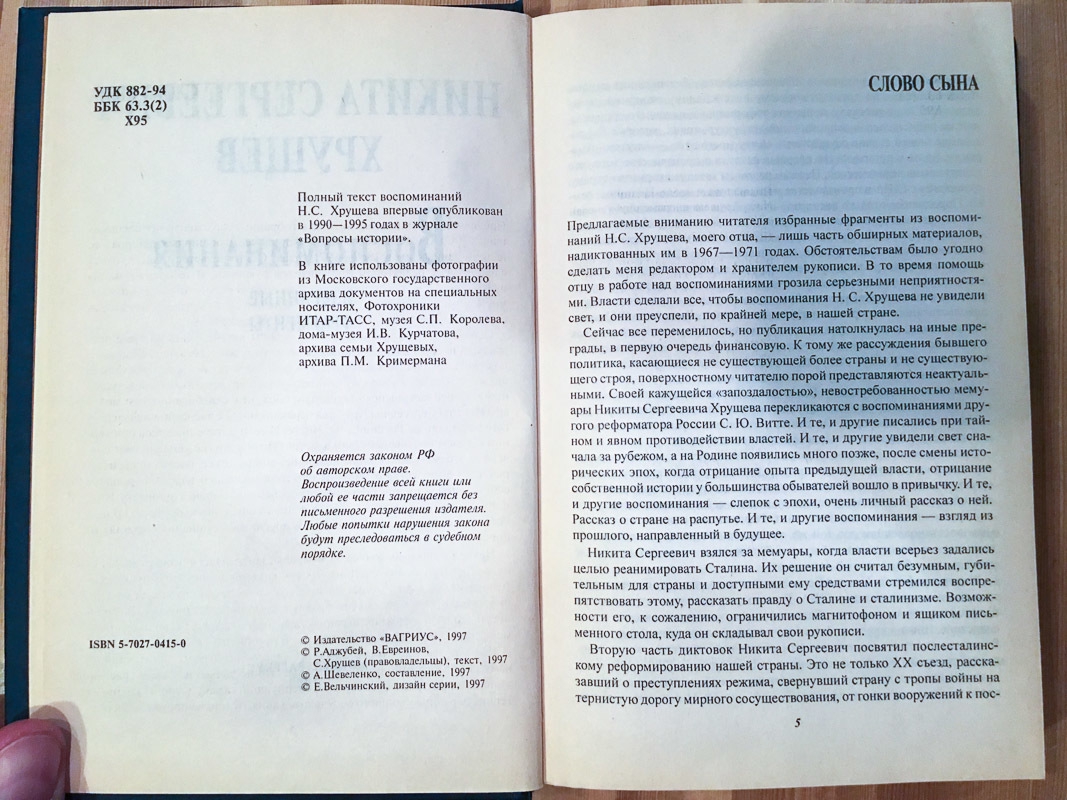 УДК 882-94
ББК 63.3(2)
Х95
Полный текст воспоминаний
Н.С. Хрущева впервые опубликован
в 1990—1995 годах в журнале
«Вопросы истории».
В книге использованы фотографии
из Московского государственного
архива документов на специальных
носителях, Фотохроники
ИТАР-ТАСС, музея С.П. Королева,
дома-музея И.В. Курчатова,
архива семьи Хрущевых,
архива П.М. Кримермана
Охраняется законом РФ
об авторском праве.
Воспроизведение всей книги или
любой ее части запрещается без
письменного разрешения издателя.
Любые попытки нарушения закона
будут преследоваться в судебном
порядке.
ISBN 5-7027-0415-0
© Издательство «ВАГРИУС», 1997
© Р.Аджубей, В.Евреинов,
С.Хрущев (правовладельцы), текст, 1997
© А.Шевеленко, составление, 1997
© Е.Вельчинский, дизайн серии, 1997
СЛОВО СЫНА
Предлагаемые вниманию читателя избранные фрагменты из воспоми-
наний Н.С. Хрущева, моего отца, — лишь часть обширных материалов,
надиктованных им в 1967—1971 годах. Обстоятельствам было угодно
сделать меня редактором и хранителем рукописи. В то время помощь
отцу в работе над воспоминаниями грозила серьезными неприятностя-
ми. Власти сделали все, чтобы воспоминания Н. С. Хрущева не увидели
свет, и они преуспели, по крайней мере, в нашей стране.
Сейчас все переменилось, но публикация натолкнулась на иные пре-
грады, в первую очередь финансовую. К тому же рассуждения бывшего
политика, касающиеся не существующей более страны и не существую-
щего строя, поверхностному читателю порой представляются неактуаль-
ными. Своей кажущейся «запоздалостью», невостребованностью мему-
ары Никиты Сергеевича Хрущева перекликаются с воспоминаниями дру-
гого реформатора России С. Ю. Витте. И те, и другие писались при тай-
ном и явном противодействии властей. И те, и другие увидели свет сна-
чала за рубежом, а на Родине появились много позже, после смены исто-
рических эпох, когда отрицание опыта предыдущей власти, отрицание
собственной истории у большинства обывателей вошло в привычку. И те,
и другие воспоминания — слепок с эпохи, очень личный рассказ о ней.
Рассказ о стране на распутье. И те, и другие воспоминания — взгляд из
прошлого, направленный в будущее.
Никита Сергеевич взялся за мемуары, когда власти всерьез задались
целью реанимировать Сталина. Их решение он считал безумным, губи-
тельным для страны и доступными ему средствами стремился воспре-
пятствовать этому, рассказать правду о Сталине и сталинизме. Возмож-
ности его, к сожалению, ограничились магнитофоном и ящиком пись-
менного стола, куда он складывал свои рукописи.
Вторую часть диктовок Никита Сергеевич посвятил послесталин-
скому реформированию нашей страны. Это не только XX съезд, расска-
завший о преступлениях режима, свернувший страну с тропы войны на
тернистую дорогу мирного сосуществования, от гонки вооружений к пос-
5